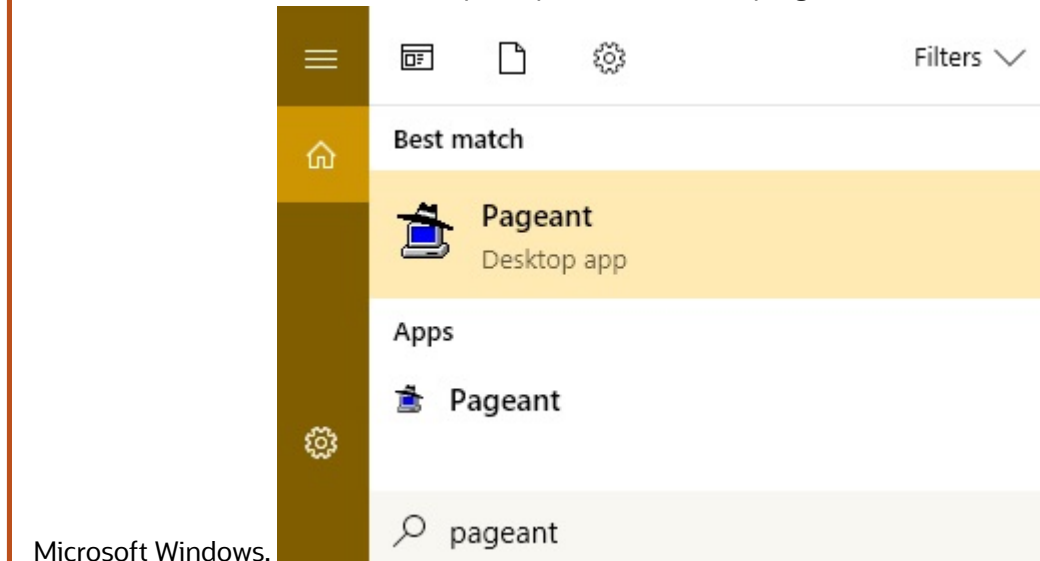 Filters
Best match
Pageant
Desktop app
Apps
Pageant
pageant
Microsoft Windows.